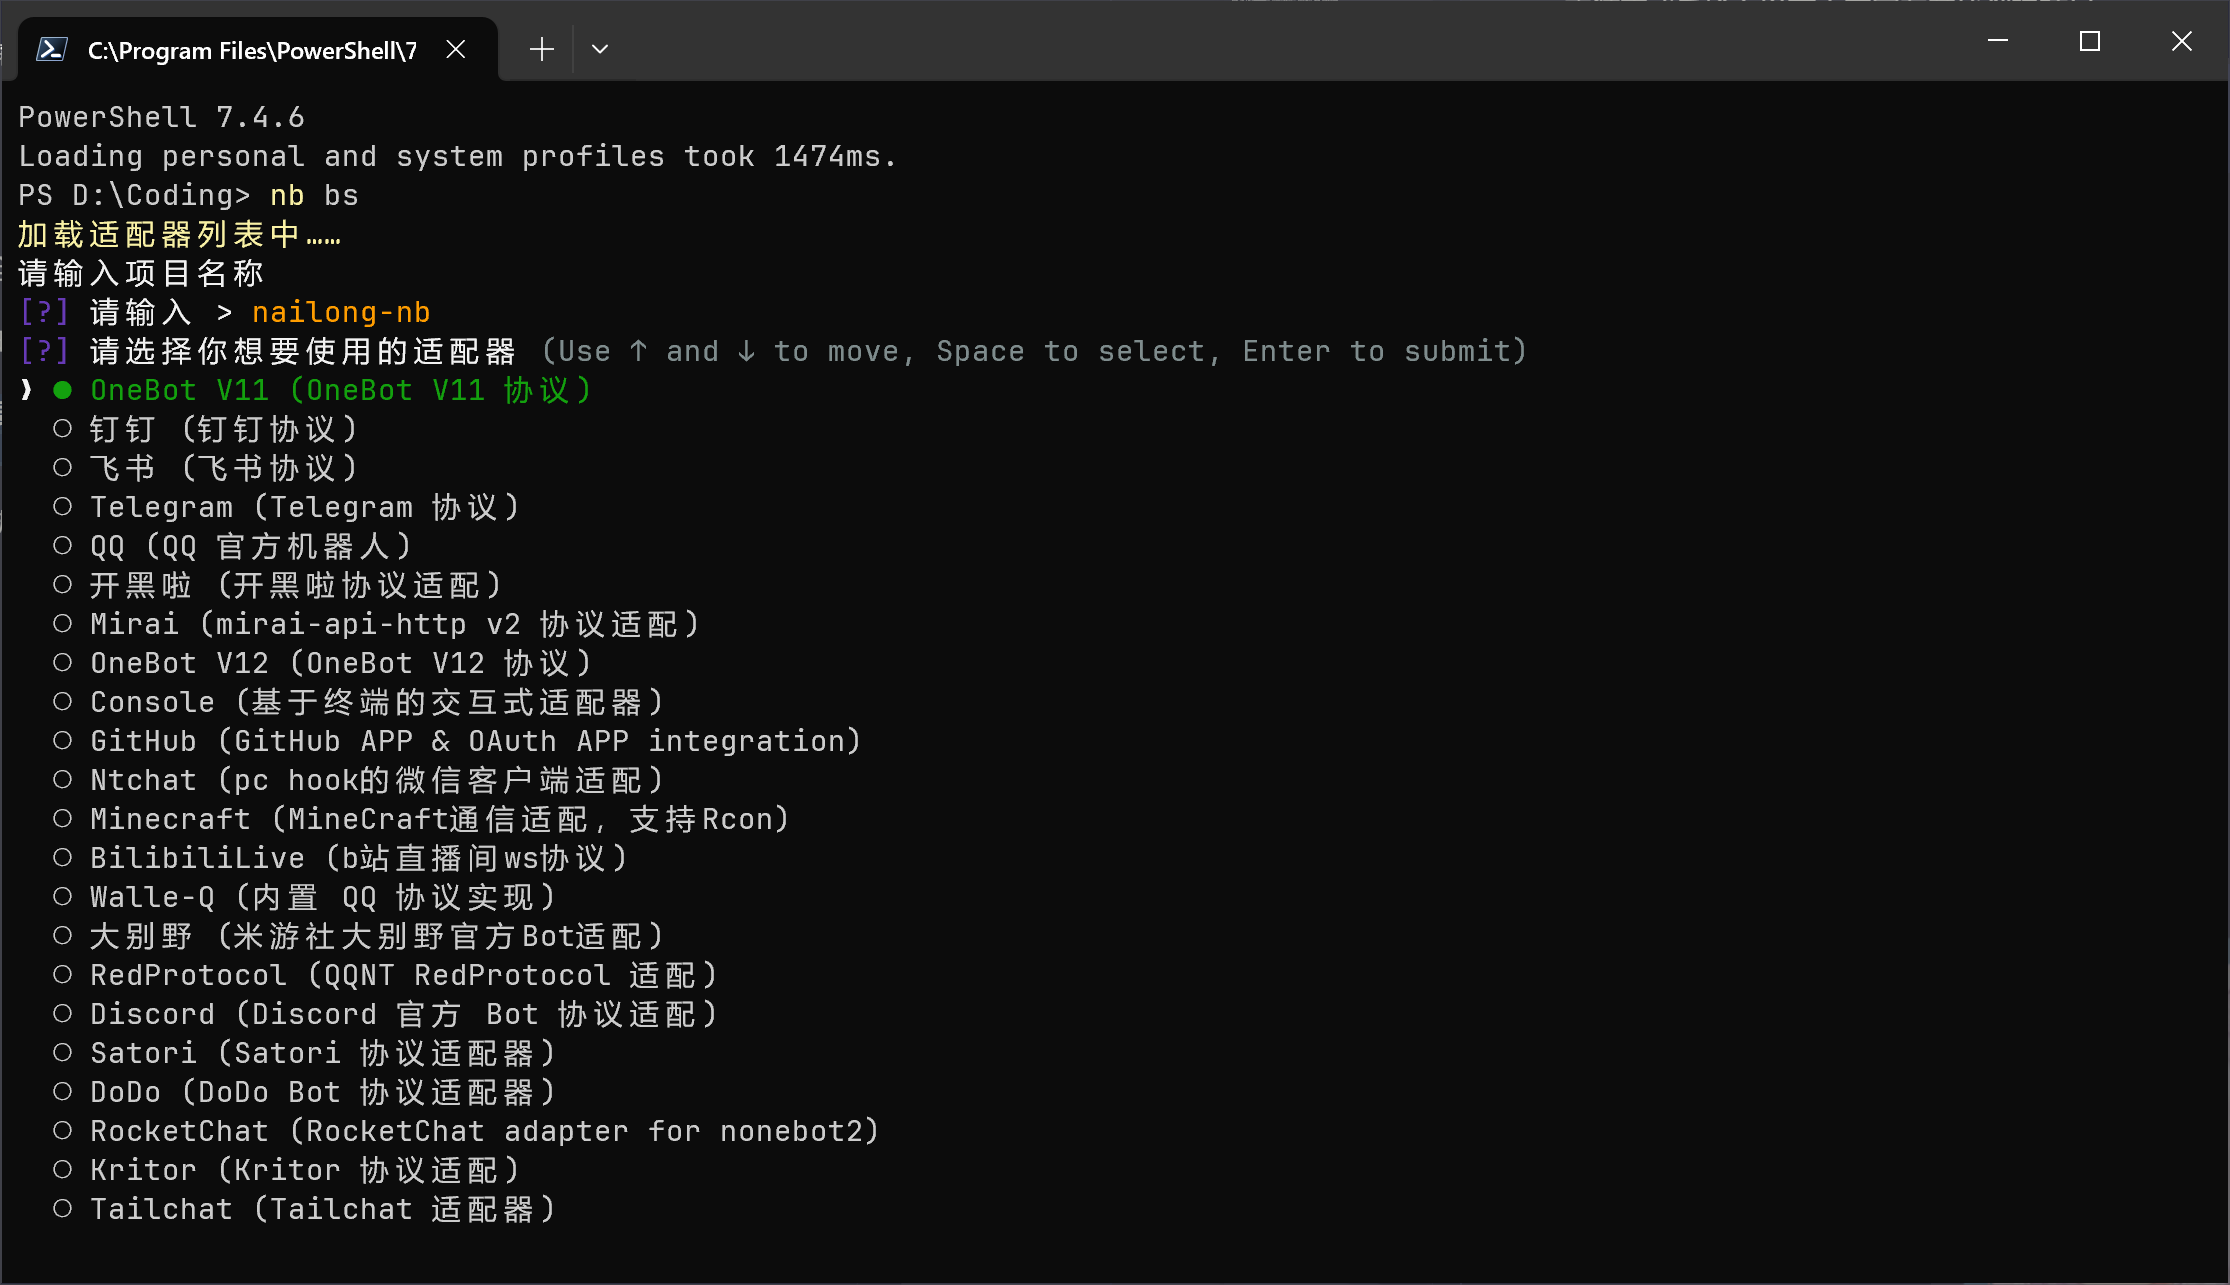 C:\Program Files\PowerShell\7
PowerShell 7.4.6
Loading personal and system profiles took 1474ms.
PS D:\Coding> nb bs
加载适配器列表中……
请输入项目名称
[?] 请输入 > nailong-nb
[?] 请选择你想要使用的适配器 (Use ↑ and ↓ to move, Space to select, Enter to submit)
❯ ● OneBot V11 (OneBot V11 协议)
○ 钉钉 (钉钉协议)
○ 飞书 (飞书协议)
○ Telegram (Telegram 协议)
○ QQ (QQ 官方机器人)
○ 开黑啦 (开黑啦协议适配)
○ Mirai (mirai-api-http v2 协议适配)
○ OneBot V12 (OneBot V12 协议)
○ Console (基于终端的交互式适配器)
○ GitHub (GitHub APP & OAuth APP integration)
○ Ntchat (pc hook的微信客户端适配)
○ Minecraft (MineCraft通信适配，支持Rcon)
○ BilibiliLive (b站直播间ws协议)
○ Walle-Q (内置 QQ 协议实现)
○ 大别野 (米游社大别野官方Bot适配)
○ RedProtocol (QQNT RedProtocol 适配)
○ Discord (Discord 官方 Bot 协议适配)
○ Satori (Satori 协议适配器)
○ DoDo (DoDo Bot 协议适配器)
○ RocketChat (RocketChat adapter for nonebot2)
○ Kritor (Kritor 协议适配)
○ Tailchat (Tailchat 适配器)